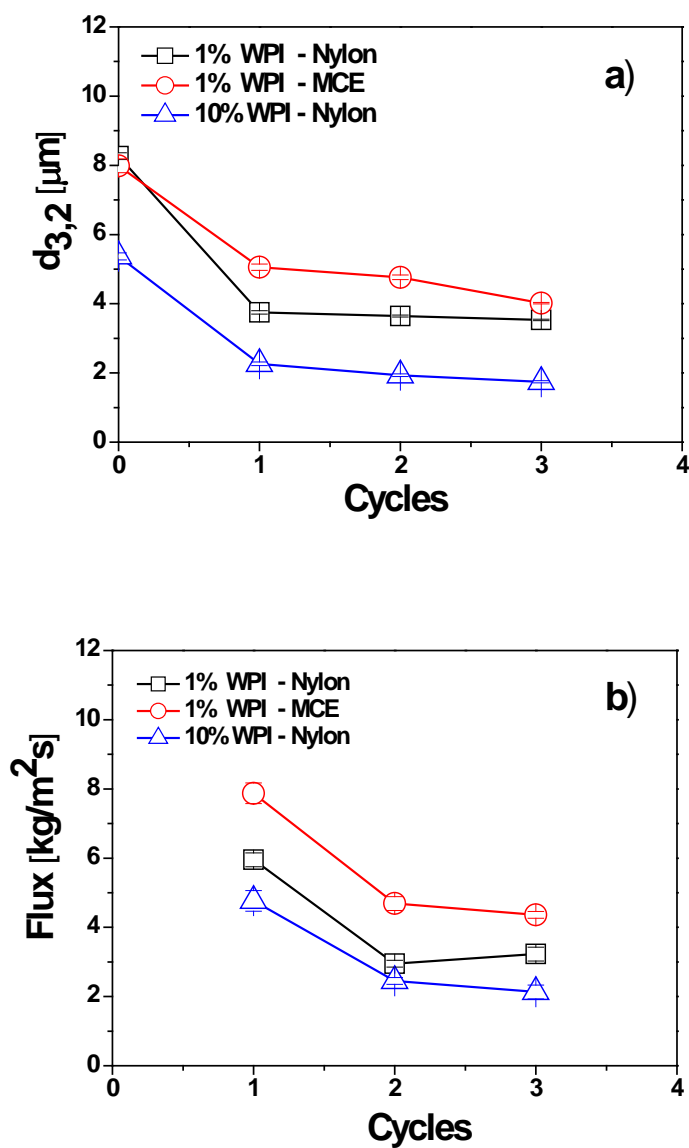 12
1% WPI - Nylon
1% WPI - MCE
10% WPI - Nylon
a)
10
8
6
4
2
0
d3,2 [µm]
0 1 2 3 4
Cycles
12
1% WPI - Nylon
1% WPI - MCE
10% WPI - Nylon
b)
10
8
6
4
2
0
Flux [kg/m²s]
0 1 2 3 4
Cycles